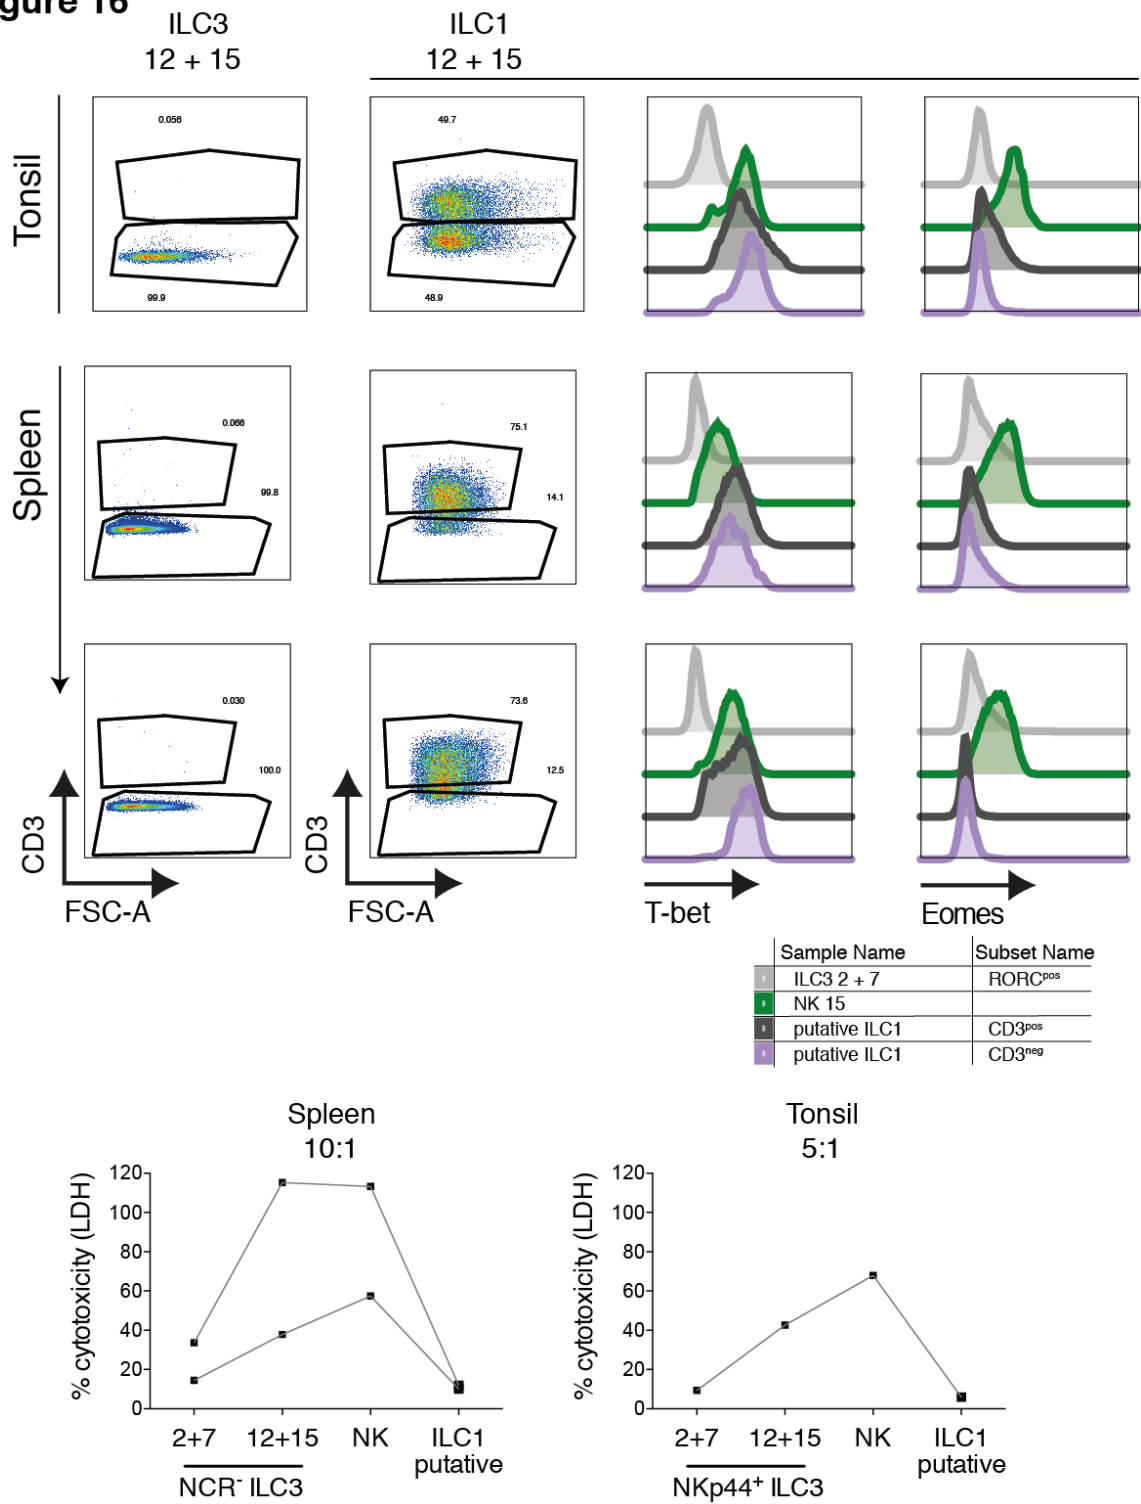 gure 16
ILC3
12 + 15
ILC1
12 + 15
Tonsil
0.056
99.9
49.7
48.9
Spleen
0.066
99.8
75.1
14.1
0.030
100.0
73.6
12.5
CD3
FSC-A
CD3
FSC-A
T-bet
Eomes
Sample Name Subset Name
ILC3 2 + 7 RORCpos
NK 15
putative ILC1 CD3pos
putative ILC1 CD3neg
Spleen
10:1
% cytotoxicity (LDH)
120
100
80
60
40
20
0
2+7 12+15 NK ILC1
putative
NCR- ILC3
Tonsil
5:1
% cytotoxicity (LDH)
120
100
80
60
40
20
0
2+7 12+15 NK ILC1
putative
NKp44+ ILC3